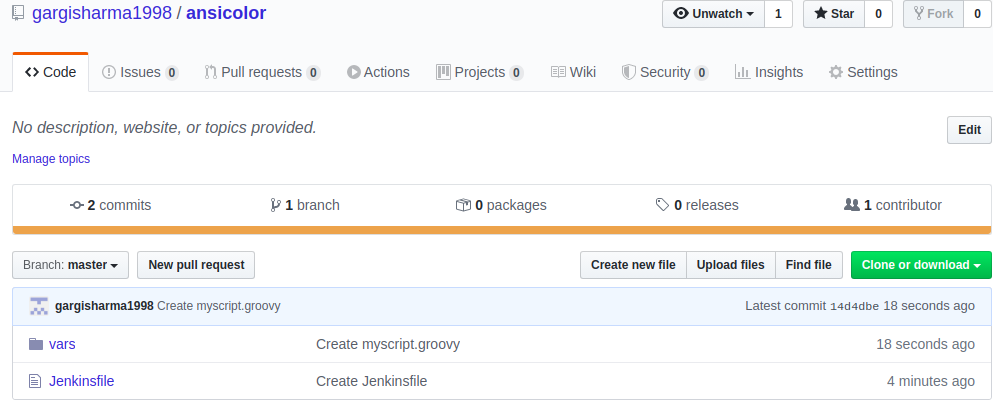 gargisharma1998 / ansicolor Unwatch 1 Star 0 Fork 0
Code Issues 0 Pull requests 0 Actions Projects 0 Wiki Security 0 Insights Settings
No description, website, or topics provided. Edit
Manage topics
2 commits 1 branch 0 packages 0 releases 1 contributor
Branch: master New pull request Create new file Upload files Find file Clone or download
gargisharma1998 Create myscript.groovy Latest commit 14d4dbe 18 seconds ago
vars Create myscript.groovy 18 seconds ago
Jenkinsfile Create Jenkinsfile 4 minutes ago